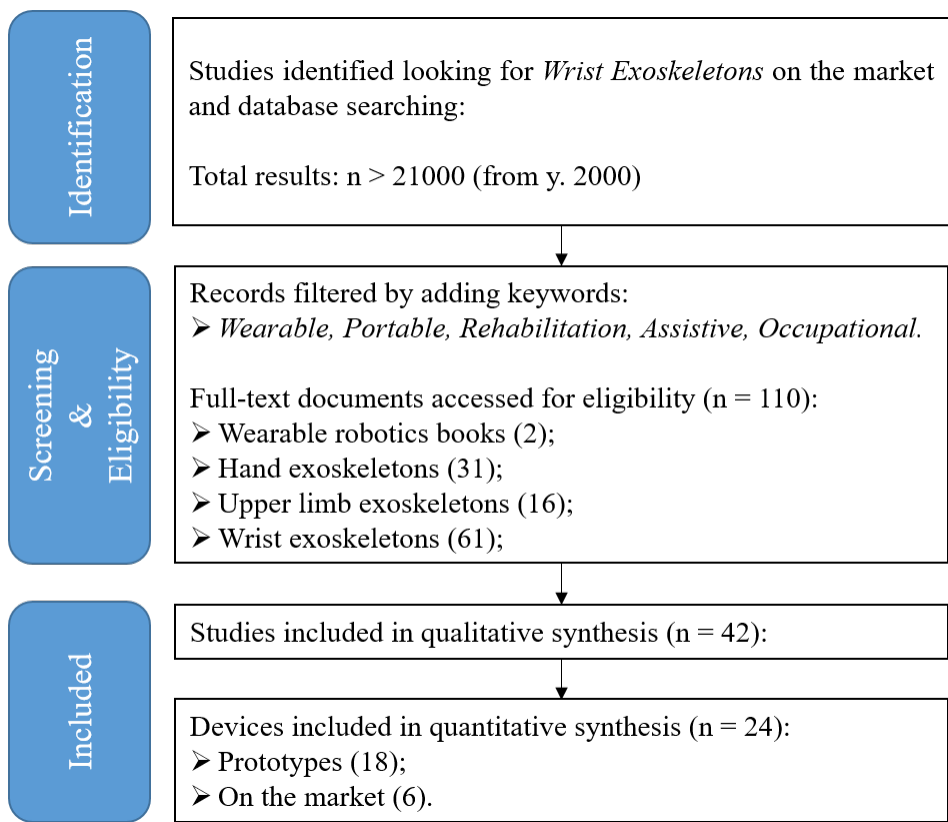 Identification
Studies identified looking for Wrist Exoskeletons on the market
and database searching:
Total results: n > 21000 (from y. 2000)
Screening
&
Eligibility
Records filtered by adding keywords:
➢ Wearable, Portable, Rehabilitation, Assistive, Occupational.
Full-text documents accessed for eligibility (n = 110):
➢ Wearable robotics books (2);
➢ Hand exoskeletons (31);
➢ Upper limb exoskeletons (16);
➢ Wrist exoskeletons (61);
Included
Studies included in qualitative synthesis (n = 42):
Devices included in quantitative synthesis (n = 24):
➢ Prototypes (18);
➢ On the market (6).